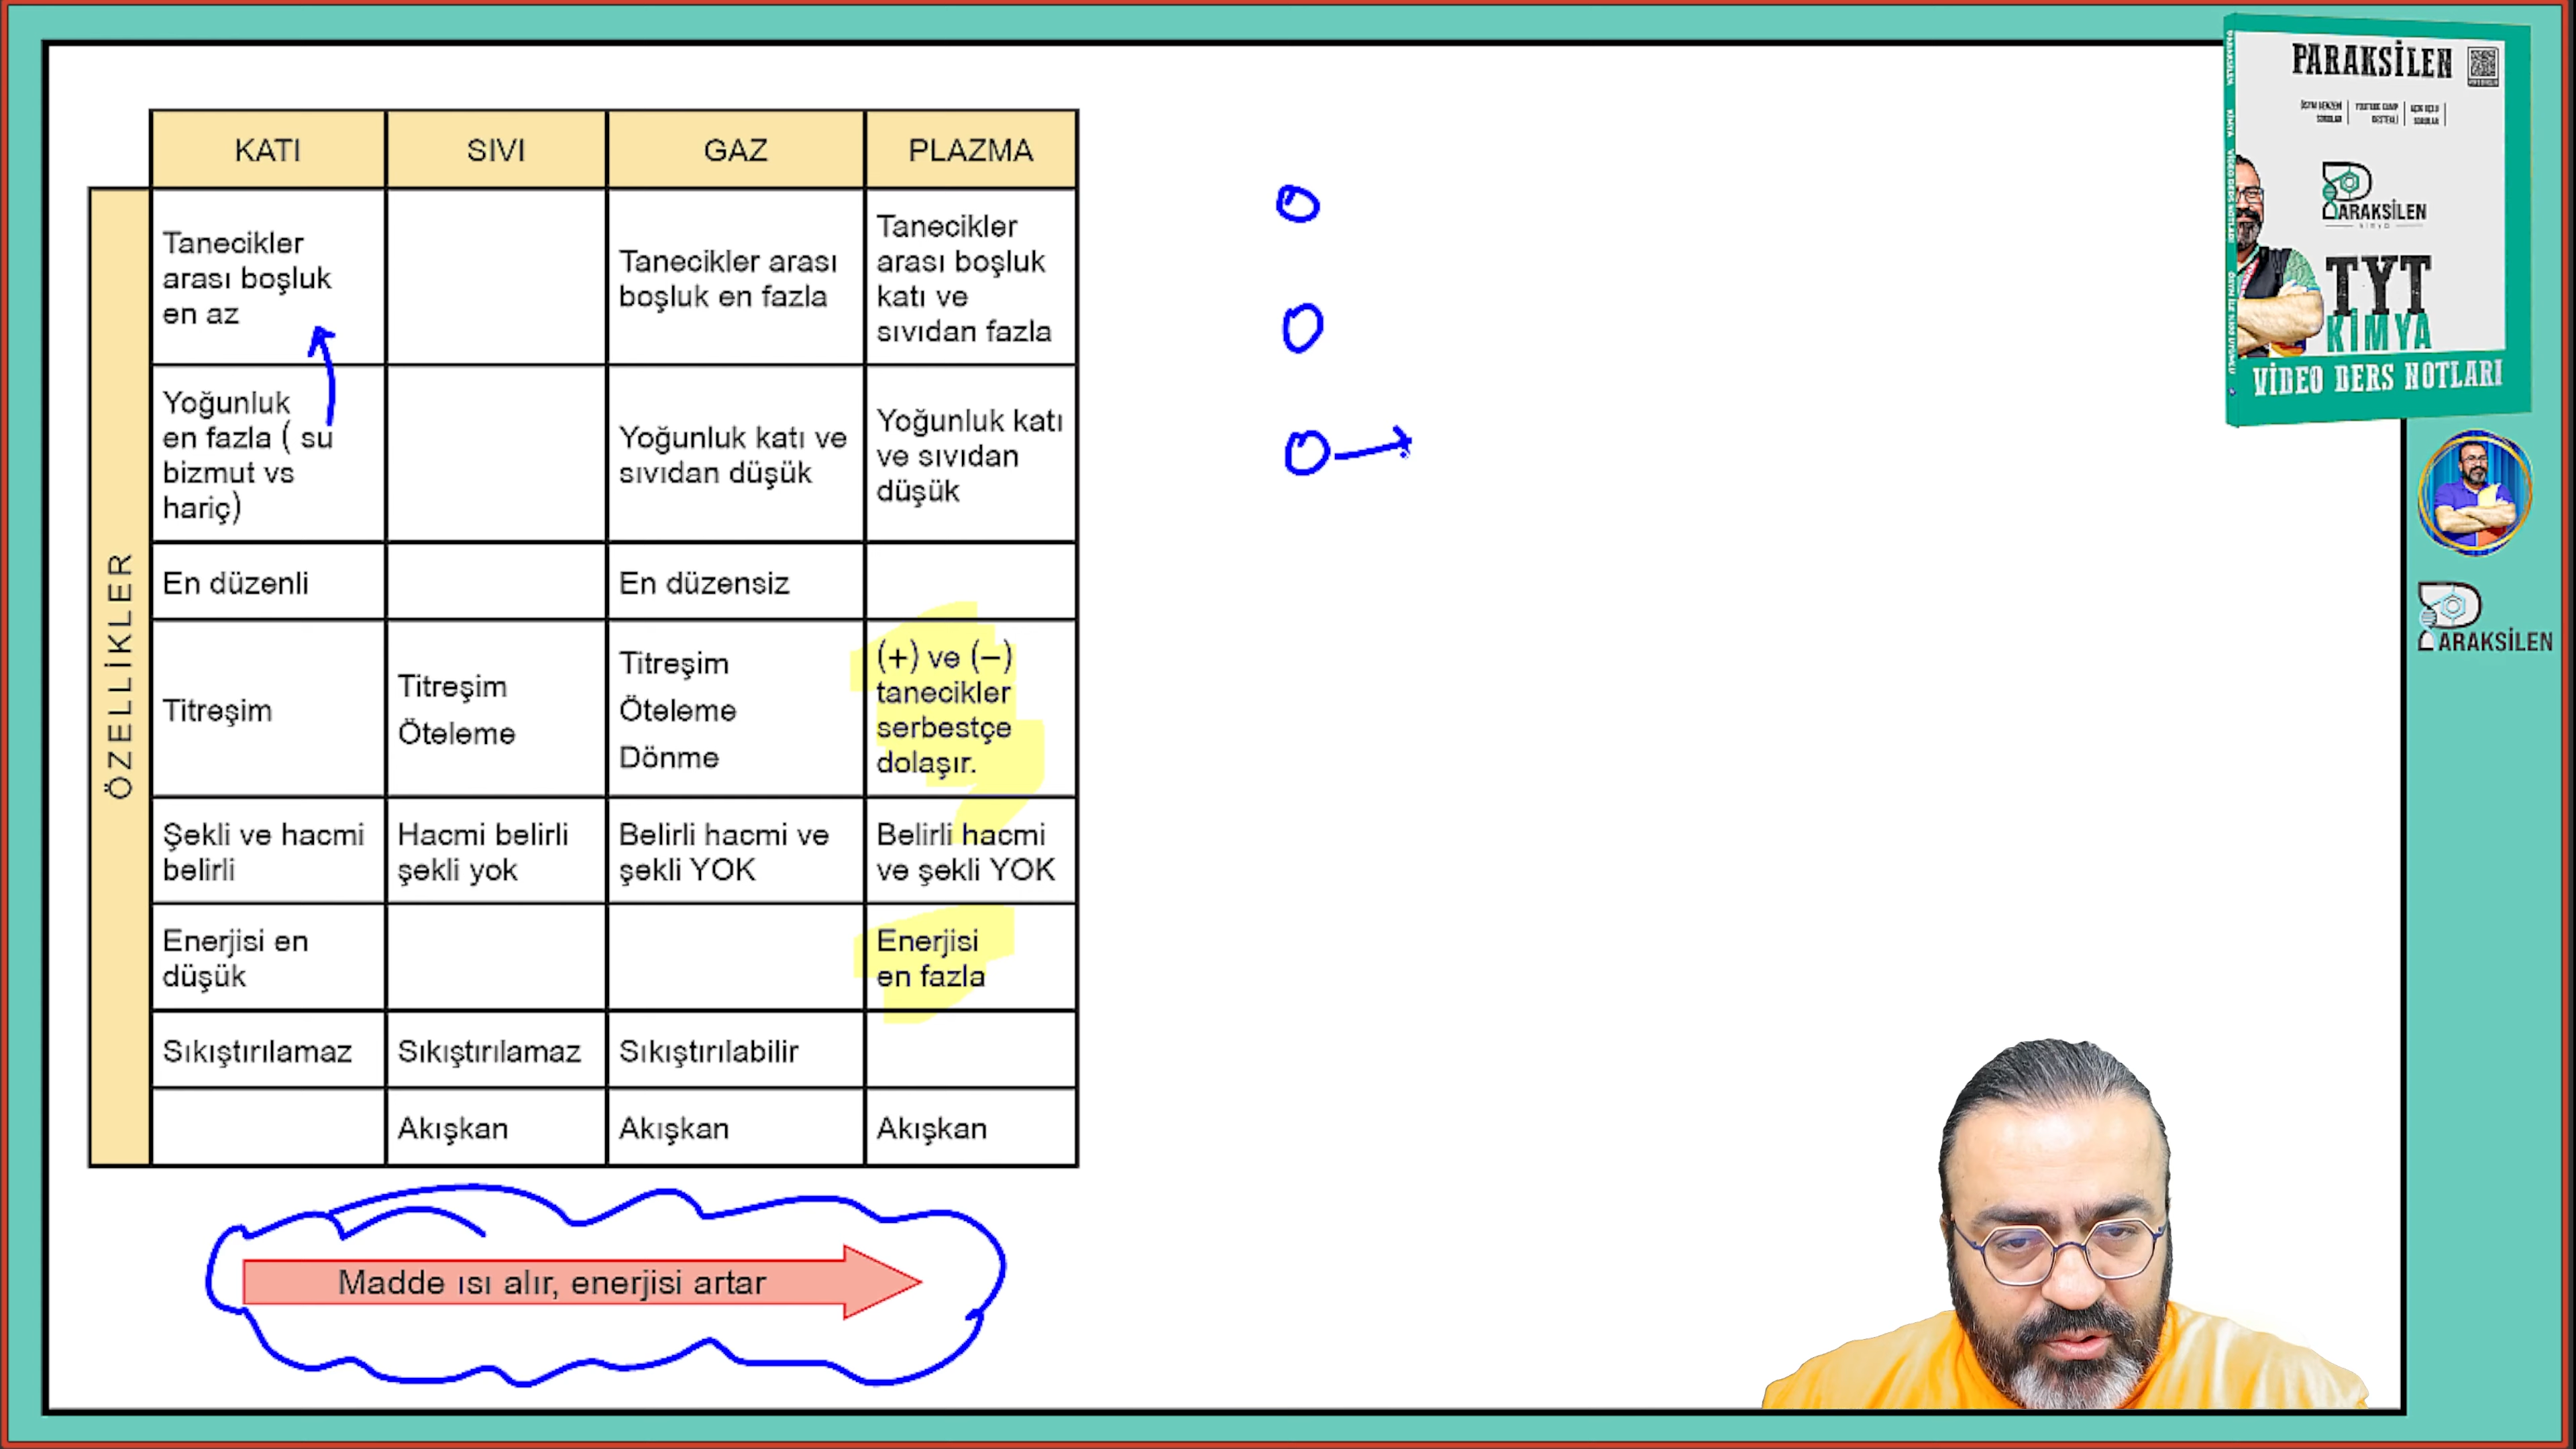 KATI
SIVI
GAZ
PLAZMA
ÖZELLİKLER
Tanecikler
arası boşluk
en az
Tanecikler arası
boşluk en fazla
Tanecikler
arası boşluk
katı ve
sıvıdan fazla
Yoğunluk
en fazla ( su
bizmut vs
hariç)
Yoğunluk katı ve
sıvıdan düşük
Yoğunluk katı
ve sıvıdan
düşük
En düzenli
En düzensiz
Titreşim
Titreşim
Öteleme
Titreşim
Öteleme
Dönme
(+) ve (−)
tanecikler
serbestçe
dolaşır.
Şekli ve hacmi
belirli
Hacmi belirli
şekli yok
Belirli hacmi ve
şekli YOK
Belirli hacmi
ve şekli YOK
Enerjisi en
düşük
Enerjisi
en fazla
Sıkıştırılamaz
Sıkıştırılamaz
Sıkıştırılabilir
Akışkan
Akışkan
Akışkan
Madde ısı alır, enerjisi artar
PARAKSİLEN
PARAKSİLEN
TYT
KİMYA
VİDEO DERS NOTLARI
PARAKSİLEN